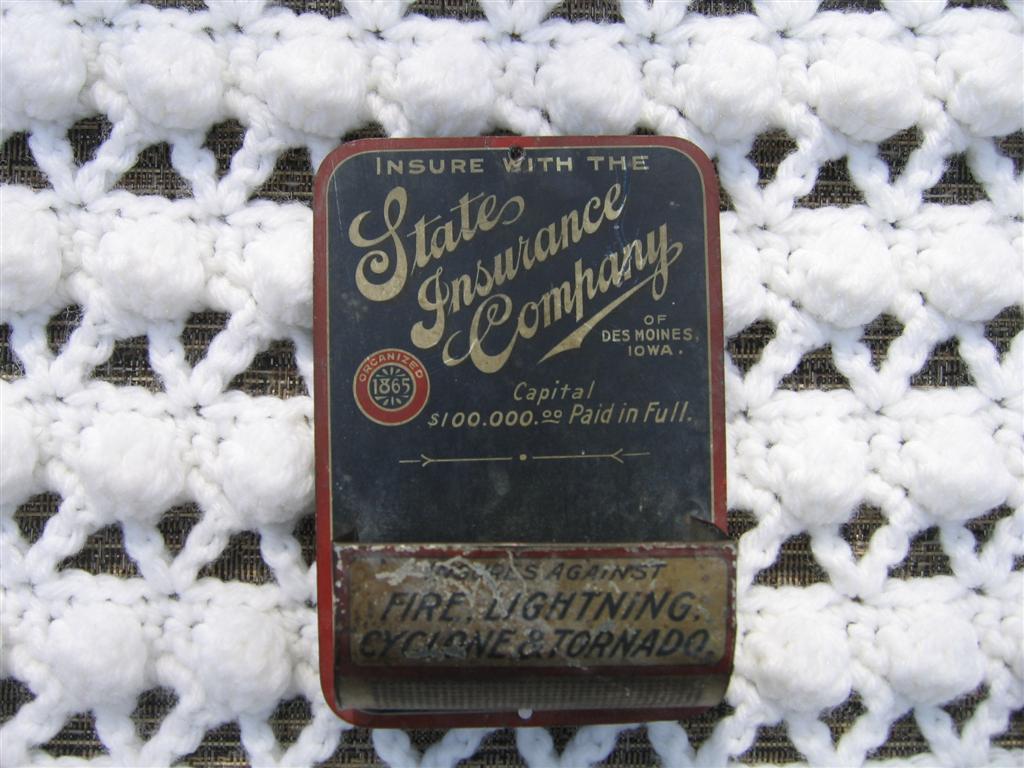 INSURE WITH THE
State
Insurance
Company
OF
DES MOINES,
IOWA.
ORGANIZED
1865
Capital
$100.000.00 Paid in Full.
INSURES AGAINST
FIRE, LIGHTNING,
CYCLONE & TORNADO.